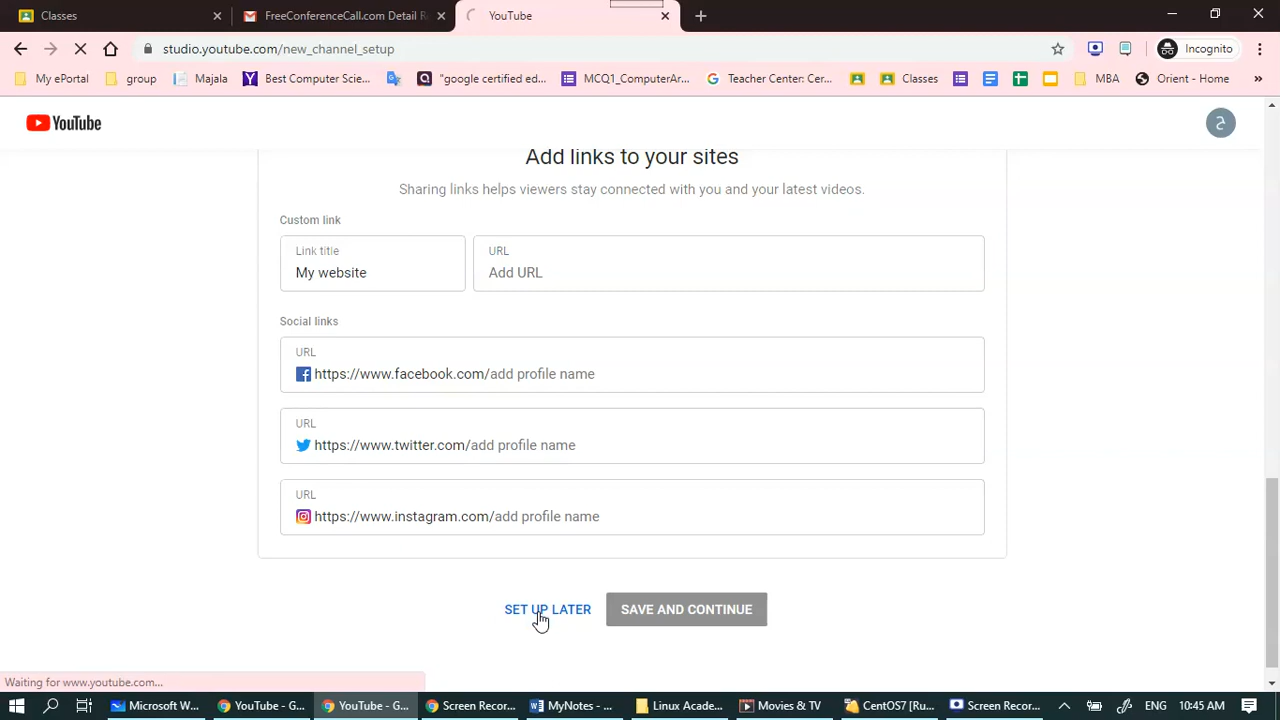 Classes
FreeConferenceCall.com Detail R
YouTube
studio.youtube.com/new_channel_setup
Incognito
My ePortal
group
Majala
Best Computer Scie...
"google certified ed...
MCQ1_ComputerAr...
Teacher Center: Cer...
Classes
MBA
Orient - Home
»
YouTube
Add links to your sites
Sharing links helps viewers stay connected with you and your latest videos.
Custom link
Link title
My website
URL
Add URL
Social links
URL
https://www.facebook.com/add profile name
URL
https://www.twitter.com/add profile name
URL
https://www.instagram.com/add profile name
SET UP LATER
SAVE AND CONTINUE
Waiting for www.youtube.com...
Microsoft W...
YouTube - G...
YouTube - G...
Screen Recor...
MyNotes - ...
Linux Acade...
Movies & TV
CentOS7 [Ru...
Screen Recor...
ENG
10:45 AM